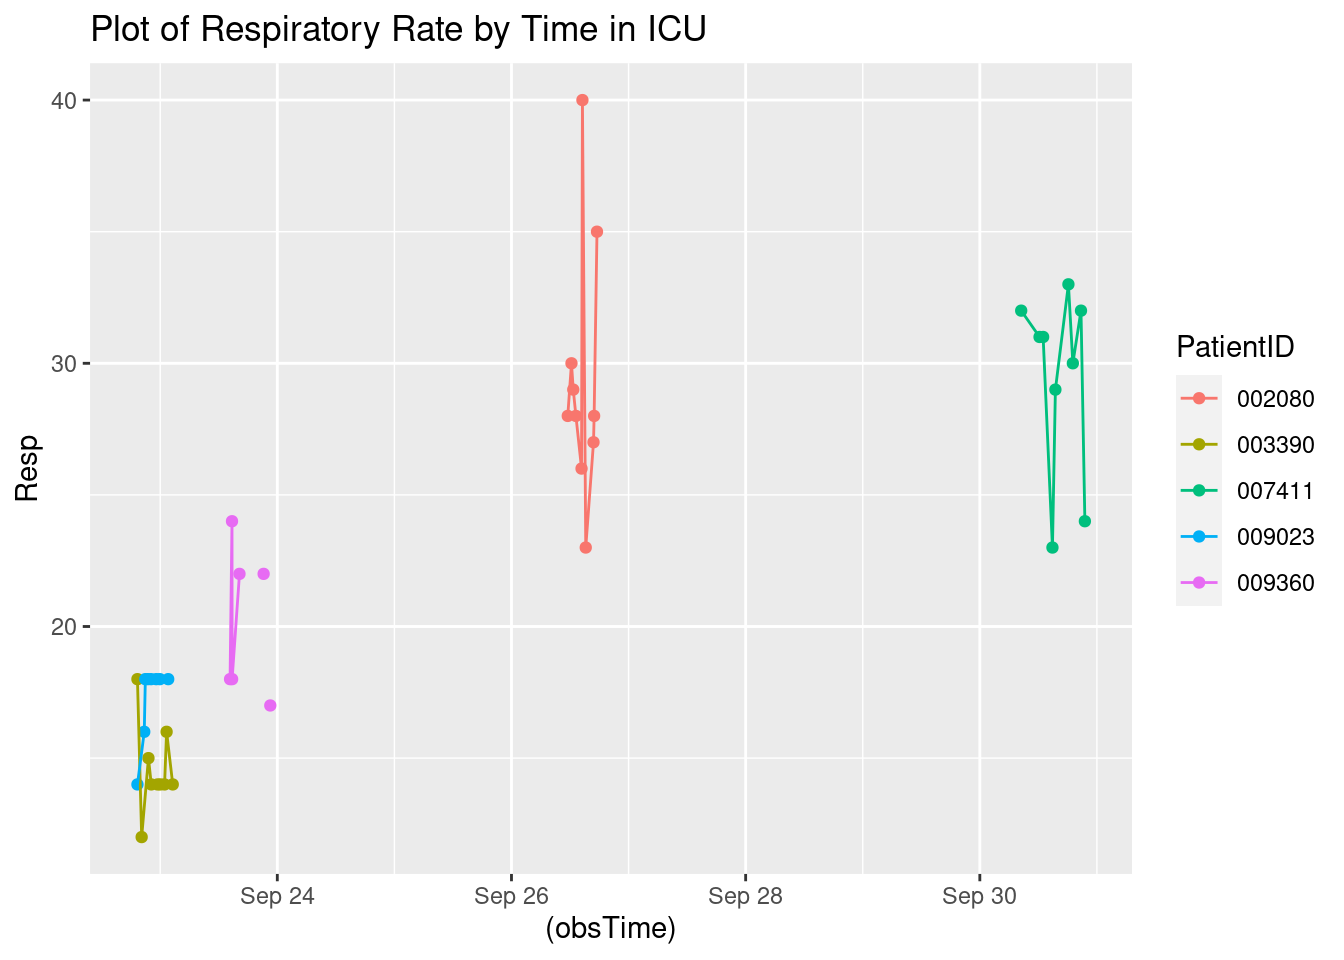 Plot of Respiratory Rate by Time in ICU
40
30
20
Resp
Sep 24
Sep 26
Sep 28
Sep 30
(obsTime)
PatientID
002080
003390
007411
009023
009360